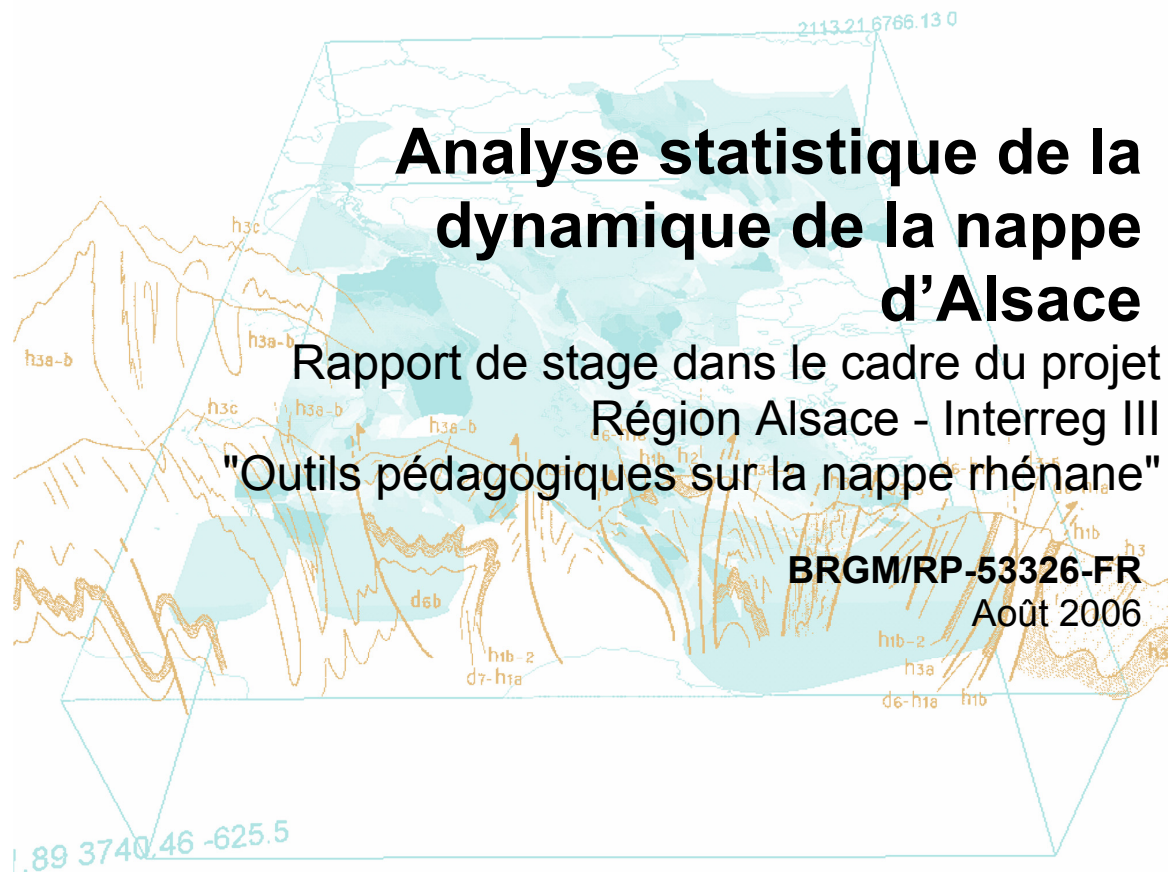 2113.21 6766.13 0
Analyse statistique de la
dynamique de la nappe
d'Alsace
Rapport de stage dans le cadre du projet
Région Alsace - Interreg III
"Outils pédagogiques sur la nappe rhénane"
BRGM/RP-53326-FR
Août 2006
h3c
h3a-b
h3a-b
h3c
h3a-b
h3a-b
h1b
h2
h1b
h3
d6b
h1b-2
d7-h1a
h1b-2
h3a
d6-h1a
h1b
.89 3740.46 -625.5